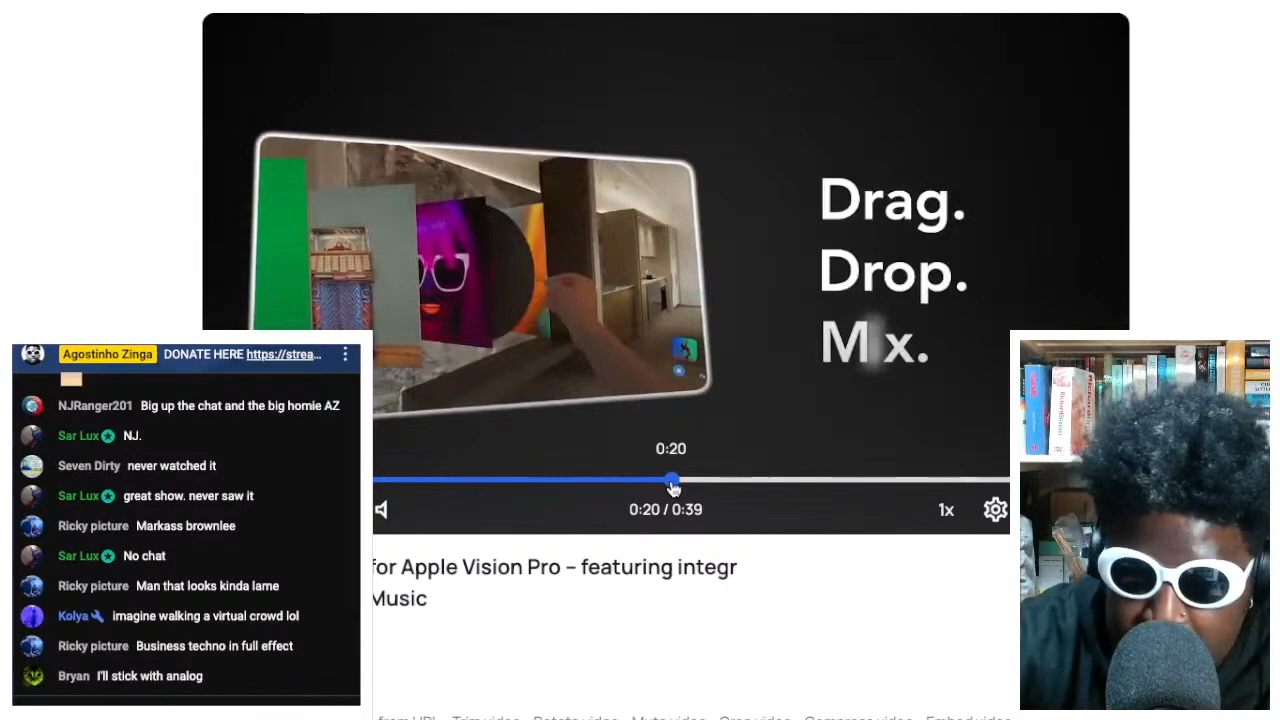 Drag.
Drop.
M x.
0:20
0:20 / 0:39
1x
for Apple Vision Pro – featuring integr
Music
Agostinho Zinga DONATE HERE https://strea...
NJRanger201 Big up the chat and the big homie AZ
Sar Lux NJ.
Seven Dirty never watched it
Sar Lux great show. never saw it
Ricky picture Markass brownlee
Sar Lux No chat
Ricky picture Man that looks kinda lame
Kolya imagine walking a virtual crowd lol
Ricky picture Business techno in full effect
Bryan I'll stick with analog